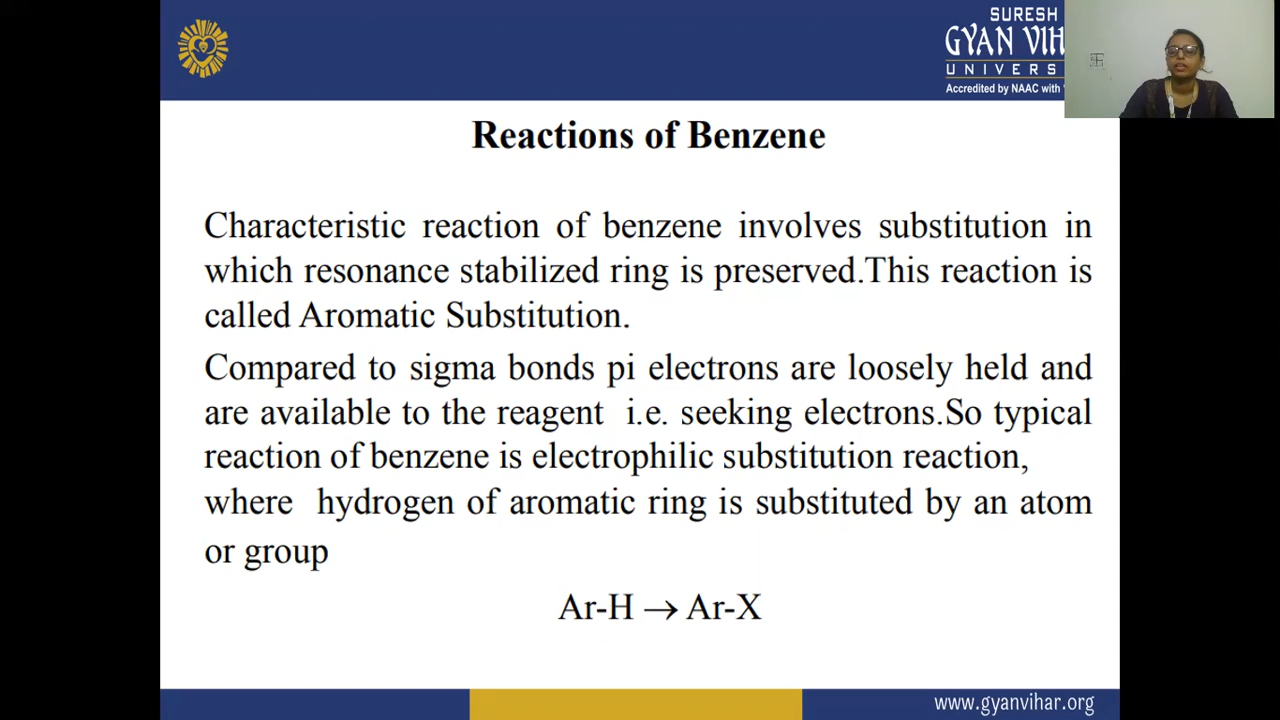 SURESH
GYAN VIH
UNIVERS
Accredited by NAAC with
Reactions of Benzene
Characteristic reaction of benzene involves substitution in
which resonance stabilized ring is preserved.This reaction is
called Aromatic Substitution.
Compared to sigma bonds pi electrons are loosely held and
are available to the reagent i.e. seeking electrons.So typical
reaction of benzene is electrophilic substitution reaction,
where hydrogen of aromatic ring is substituted by an atom
or group
Ar-H → Ar-X
www.gyanvihar.org